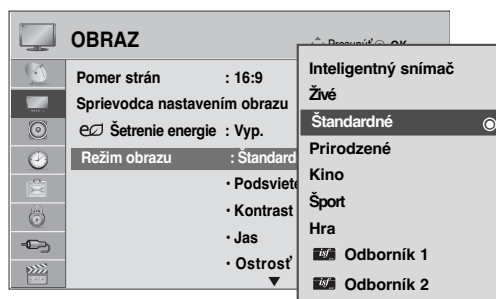 OBRAZ
Presunúť OK
Pomer strán : 16:9
Sprievodca nastavením obrazu
Šetrenie energie : Vyp.
Režim obrazu : Štandard
• Podsviete
• Kontrast
• Jas
• Ostrosť
Inteligentný snímač
Živé
Štandardné
Prirodzené
Kino
Šport
Hra
isf Odborník 1
isf Odborník 2